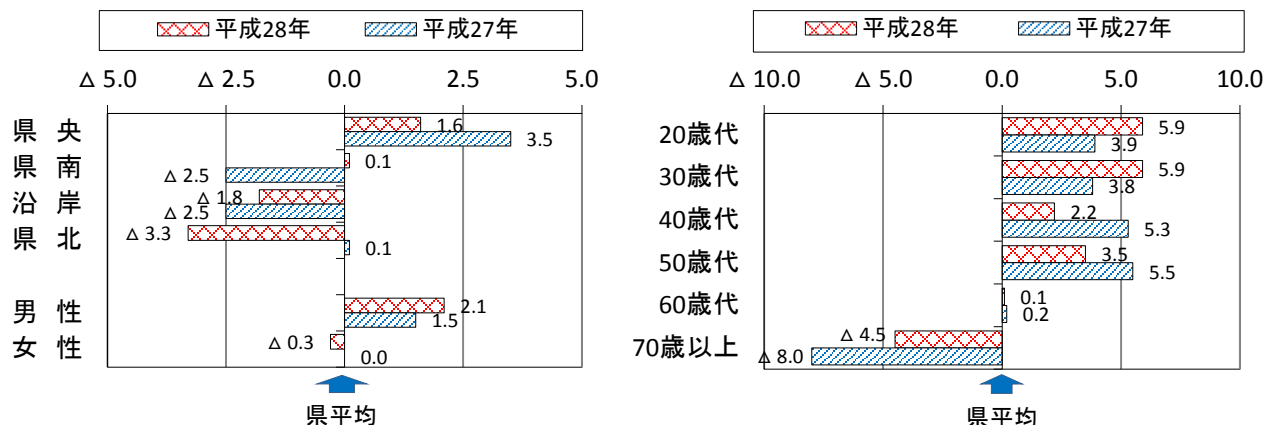 平成28年 平成27年
△ 5.0 △ 2.5 0.0 2.5 5.0
県 央 1.6
3.5
県 南 0.1
△ 2.5
沿 岸 △ 1.8
△ 2.5
県 北 △ 3.3
0.1
男 性 2.1
1.5
女 性 △ 0.3
0.0
県平均
平成28年 平成27年
△ 10.0 △ 5.0 0.0 5.0 10.0
20歳代 5.9
3.9
30歳代 5.9
3.8
40歳代 2.2
5.3
50歳代 3.5
5.5
60歳代 0.1
0.2
70歳以上 △ 4.5
△ 8.0
県平均